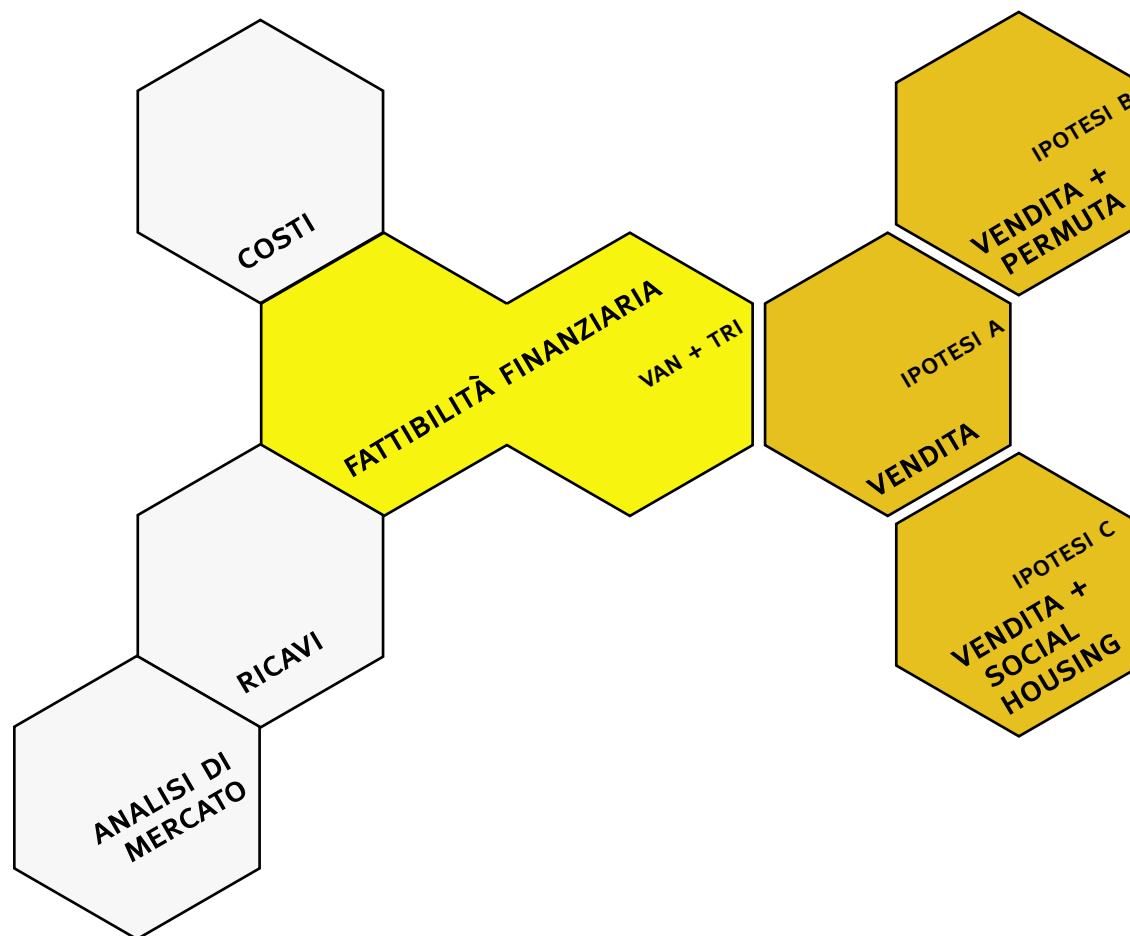 COSTI
FATTIBILITÀ FINANZIARIA
VAN + TRI
RICAVI
ANALISI DI
MERCATO
IPOTESI B
VENDITA +
PERMUTA
IPOTESI A
VENDITA
IPOTESI C
VENDITA +
SOCIAL
HOUSING